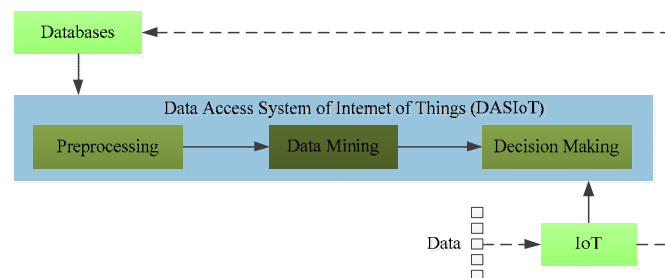 Databases
Data Access System of Internet of Things (DASIoT)
Preprocessing
Data Mining
Decision Making
Data
IoT